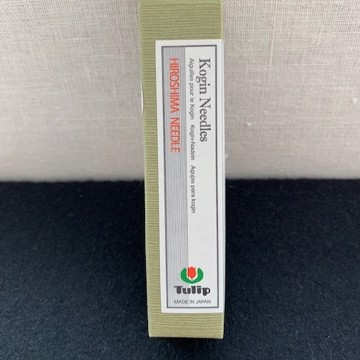 Kogin Needles
Aiguilles pour le Kogin  Kogin-Nadeln  Agujas para kogin
HIROSHIMA NEEDLE
Tulip
MADE IN JAPAN